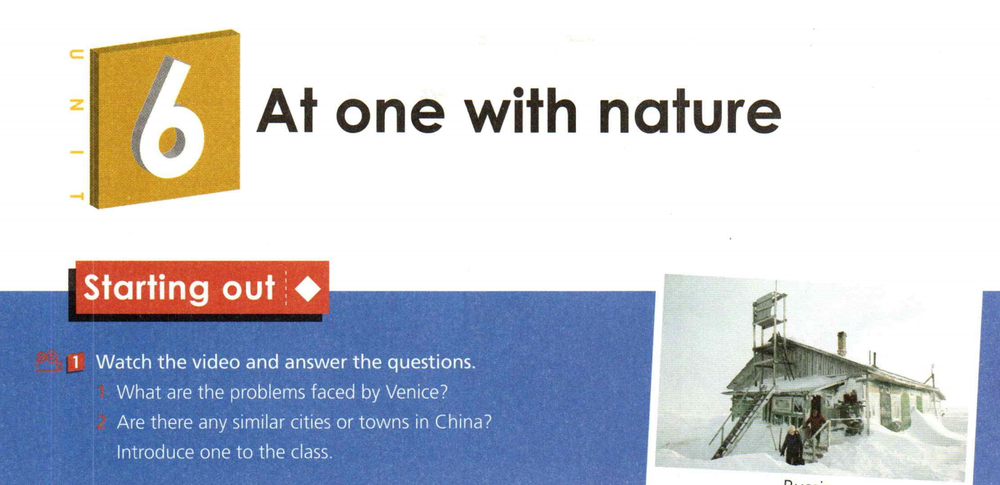 UNIT
6
At one with nature
Starting out
1 Watch the video and answer the questions.
1 What are the problems faced by Venice?
2 Are there any similar cities or towns in China?
Introduce one to the class.